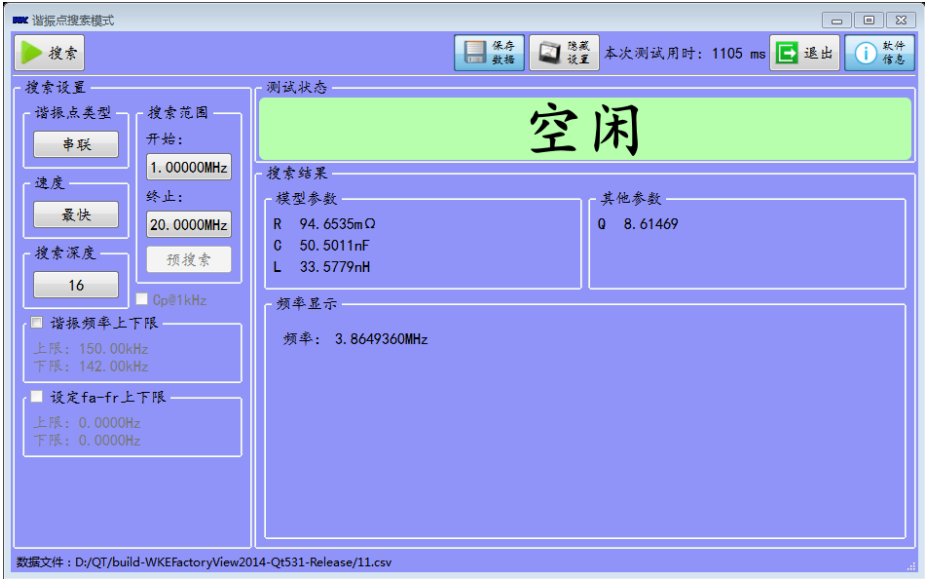 谐振点搜索模式
搜索
保存数据
隐藏设置
本次测试用时: 1105 ms
退出
软件信息
搜索设置
谐振点类型
串联
速度
最快
搜索深度
16
搜索范围
开始:
1.00000MHz
终止:
20.0000MHz
预搜索
Cp@1kHz
谐振频率上下限
上限: 150.00kHz
下限: 142.00kHz
设定fa-fr上下限
上限: 0.0000Hz
下限: 0.0000Hz
测试状态
空闲
搜索结果
模型参数
R 94.6535mΩ
C 50.5011nF
L 33.5779nH
其他参数
Q 8.61469
频率显示
频率: 3.8649360MHz
数据文件：D:/QT/build-WKEFactoryView2014-Qt531-Release/11.csv